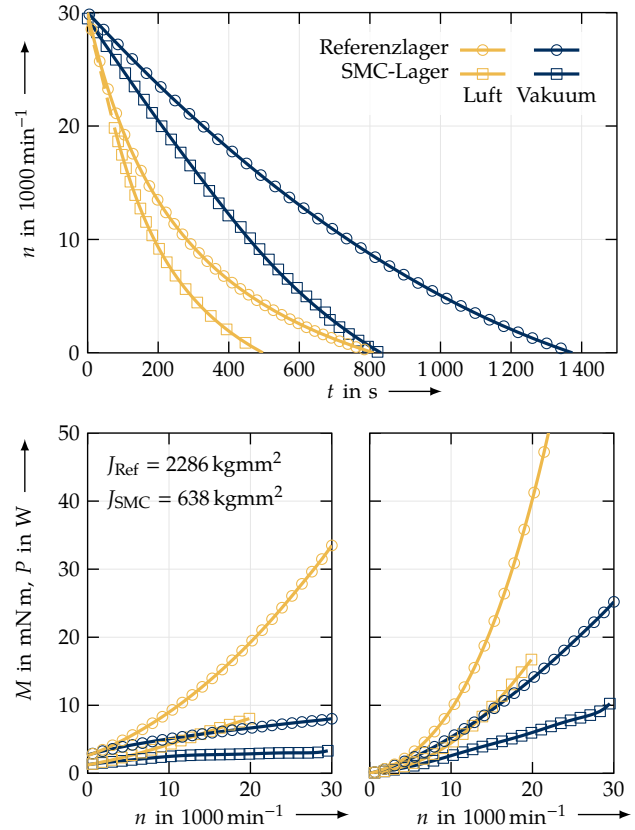 30
20
10
0
n in 1000 min⁻¹
Referenzlager
SMC-Lager
Luft Vakuum
0 200 400 600 800 1 000 1 200 1 400
t in s
50
40
30
20
10
0
M in mN m, P in W
J_Ref = 2286 kgmm²
J_SMC = 638 kgmm²
0 10 20 30
n in 1000 min⁻¹
0 10 20 30
n in 1000 min⁻¹